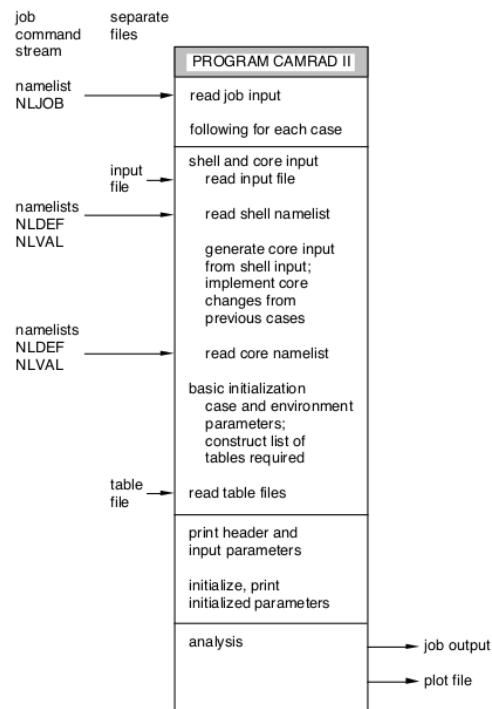 job
command
stream
separate
files
PROGRAM CAMRAD II
namelist
NLJOB
read job input
following for each case
shell and core input
input
file
read input file
namelists
NLDEF
NLVAL
read shell namelist
generate core input
from shell input;
implement core
changes from
previous cases
namelists
NLDEF
NLVAL
read core namelist
basic initialization
case and environment
parameters;
construct list of
tables required
table
file
read table files
print header and
input parameters
initialize, print
initialized parameters
analysis
job output
plot file